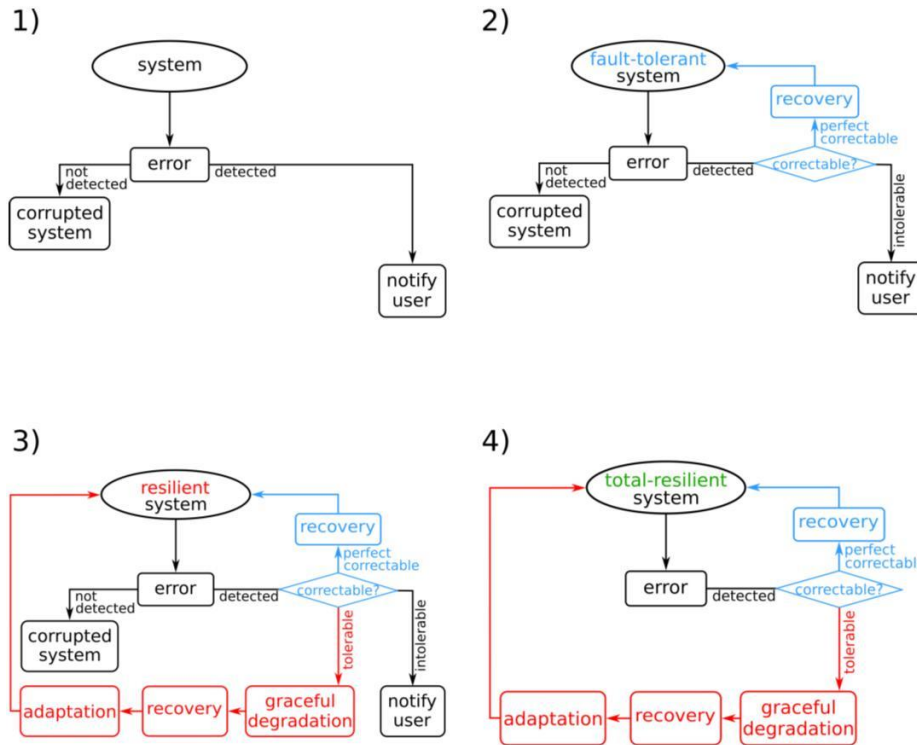 1)
system
error
not
detected
detected
corrupted
system
notify
user
2)
fault-tolerant
system
recovery
perfect
correctable
error
not
detected
detected
correctable?
corrupted
system
intolerable
notify
user
3)
resilient
system
recovery
perfect
correctable
error
not
detected
detected
correctable?
corrupted
system
tolerable
intolerable
adaptation
recovery
graceful
degradation
notify
user
4)
total-resilient
system
recovery
perfect
correctable
error
detected
correctable?
tolerable
adaptation
recovery
graceful
degradation